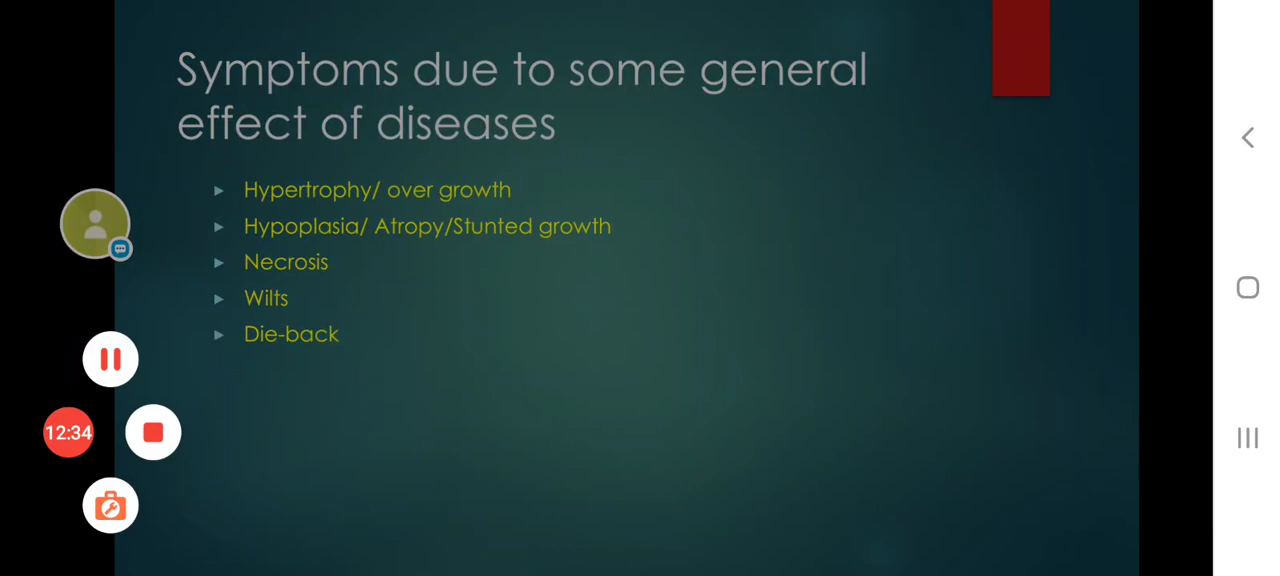 Symptoms due to some general
effect of diseases
Hypertrophy/ over growth
Hypoplasia/ Atropy/Stunted growth
Necrosis
Wilts
Die-back
12:34